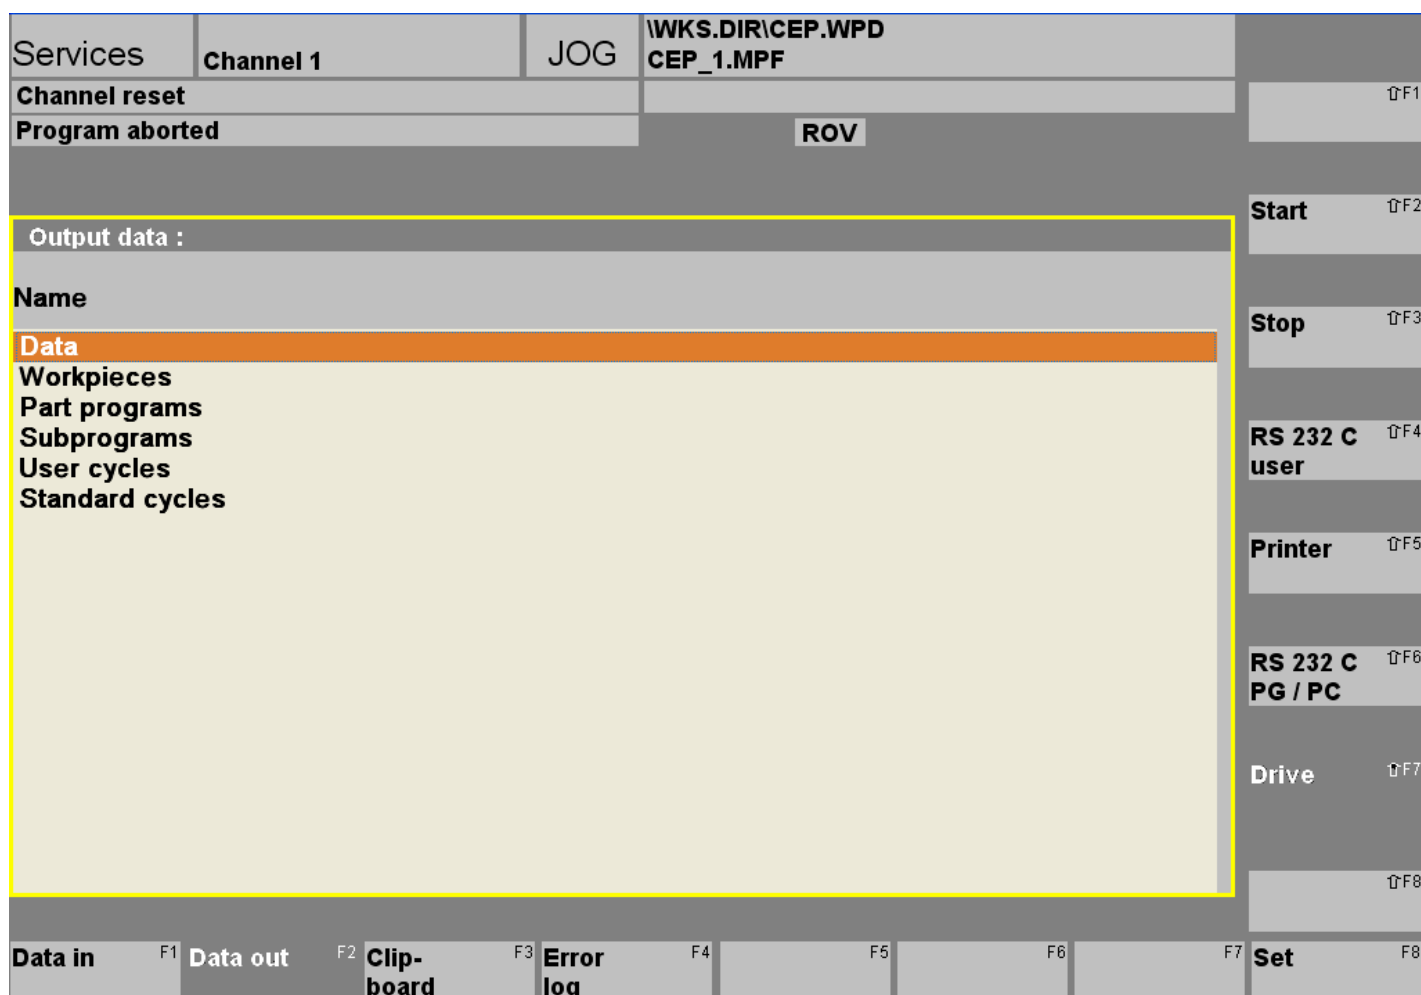 Services
Channel 1
JOG
\WKS.DIR\CEP.WPD
CEP_1.MPF
Channel reset
Program aborted
ROV
Output data :
Name
Data
Workpieces
Part programs
Subprograms
User cycles
Standard cycles
⇧F1
Start ⇧F2
Stop ⇧F3
RS 232 C ⇧F4
user
Printer ⇧F5
RS 232 C ⇧F6
PG / PC
Drive ⇧F7
⇧F8
Data in F1
Data out F2
Clip- F3
board
Error F4
log
F5
F6
F7
Set F8